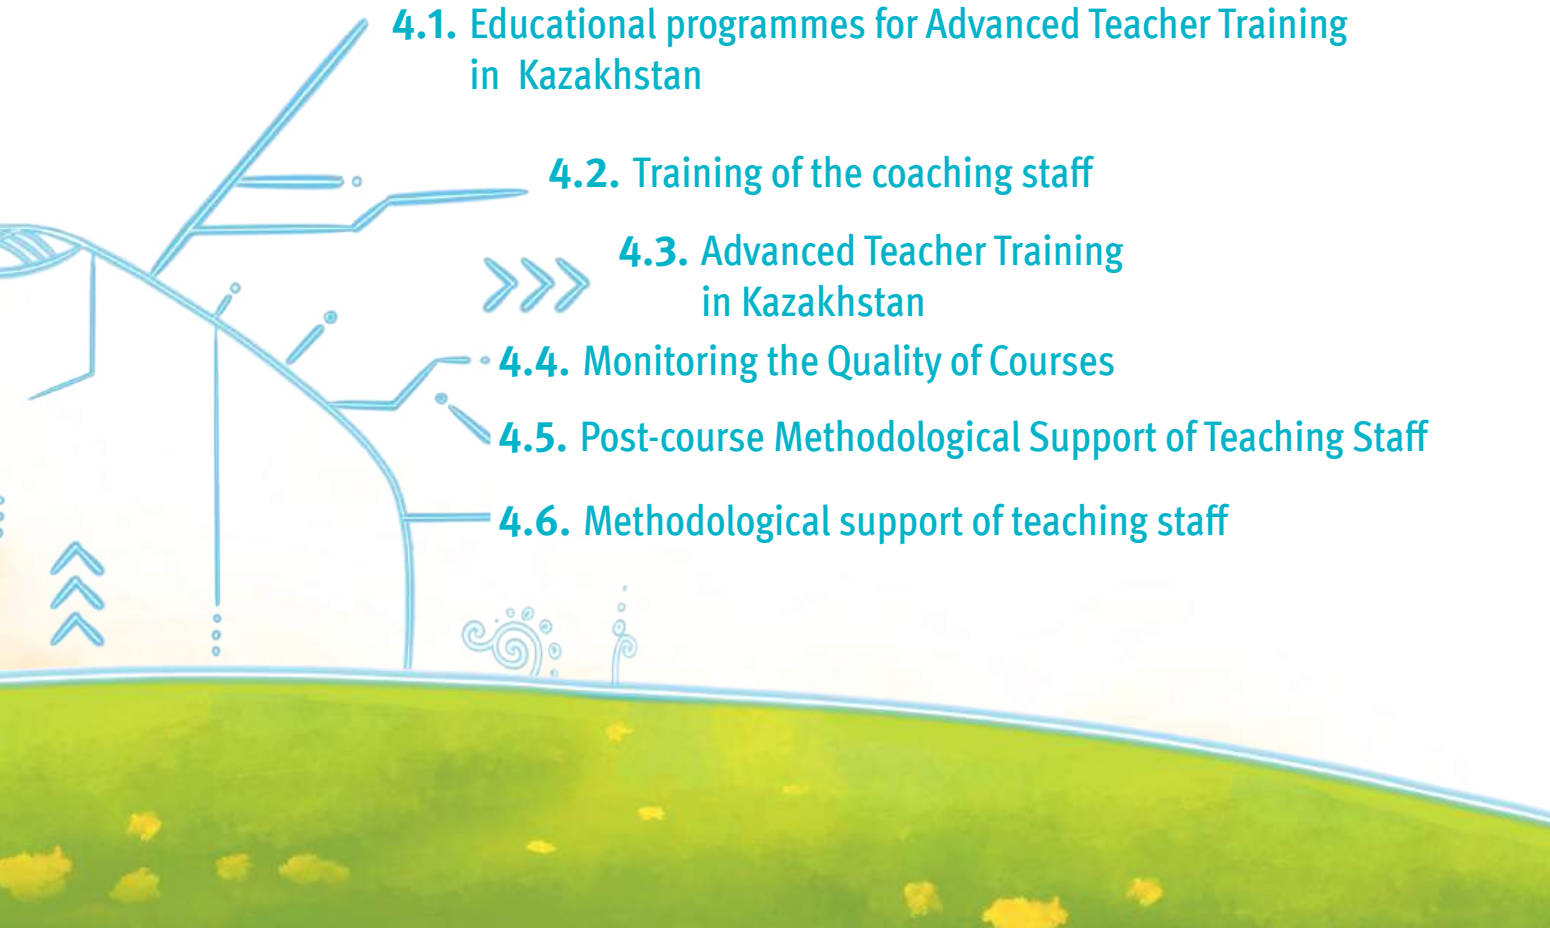 4.1. Educational programmes for Advanced Teacher Training
in Kazakhstan
4.2. Training of the coaching staff
4.3. Advanced Teacher Training
in Kazakhstan
4.4. Monitoring the Quality of Courses
4.5. Post-course Methodological Support of Teaching Staff
4.6. Methodological support of teaching staff